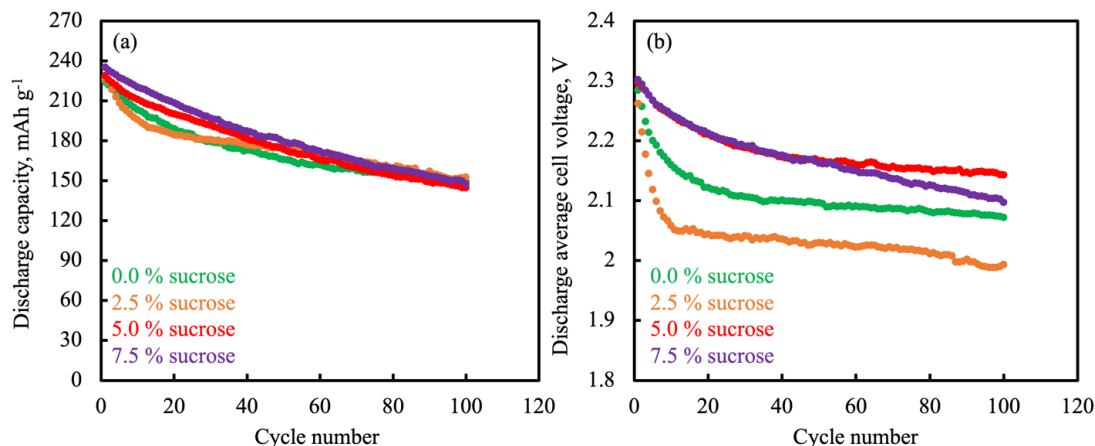 (a)
Discharge capacity, mAh g⁻¹
270
240
210
180
150
120
90
60
30
0
0.0 % sucrose
2.5 % sucrose
5.0 % sucrose
7.5 % sucrose
0 20 40 60 80 100 120
Cycle number
(b)
Discharge average cell voltage, V
2.4
2.3
2.2
2.1
2
1.9
1.8
0.0 % sucrose
2.5 % sucrose
5.0 % sucrose
7.5 % sucrose
0 20 40 60 80 100 120
Cycle number